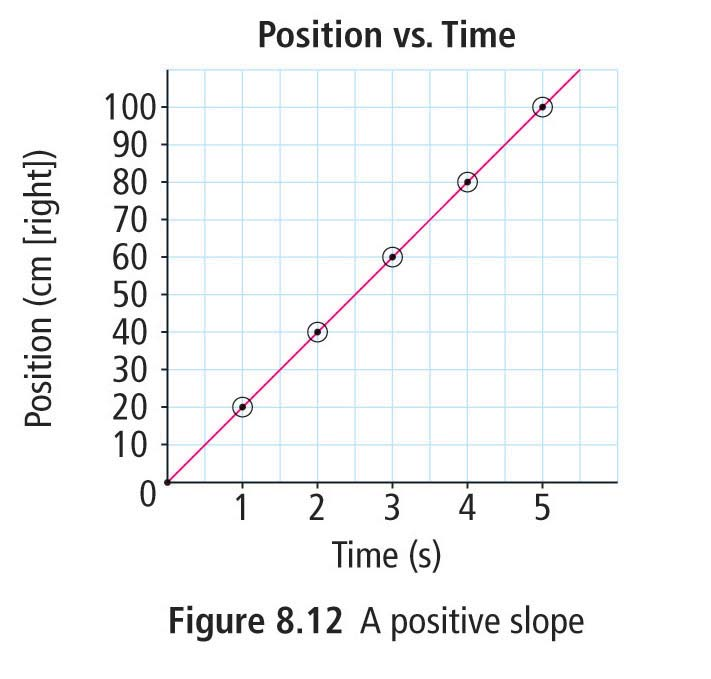 Position vs. Time
Position (cm [right])
100
90
80
70
60
50
40
30
20
10
0
1 2 3 4 5
Time (s)
Figure 8.12 A positive slope